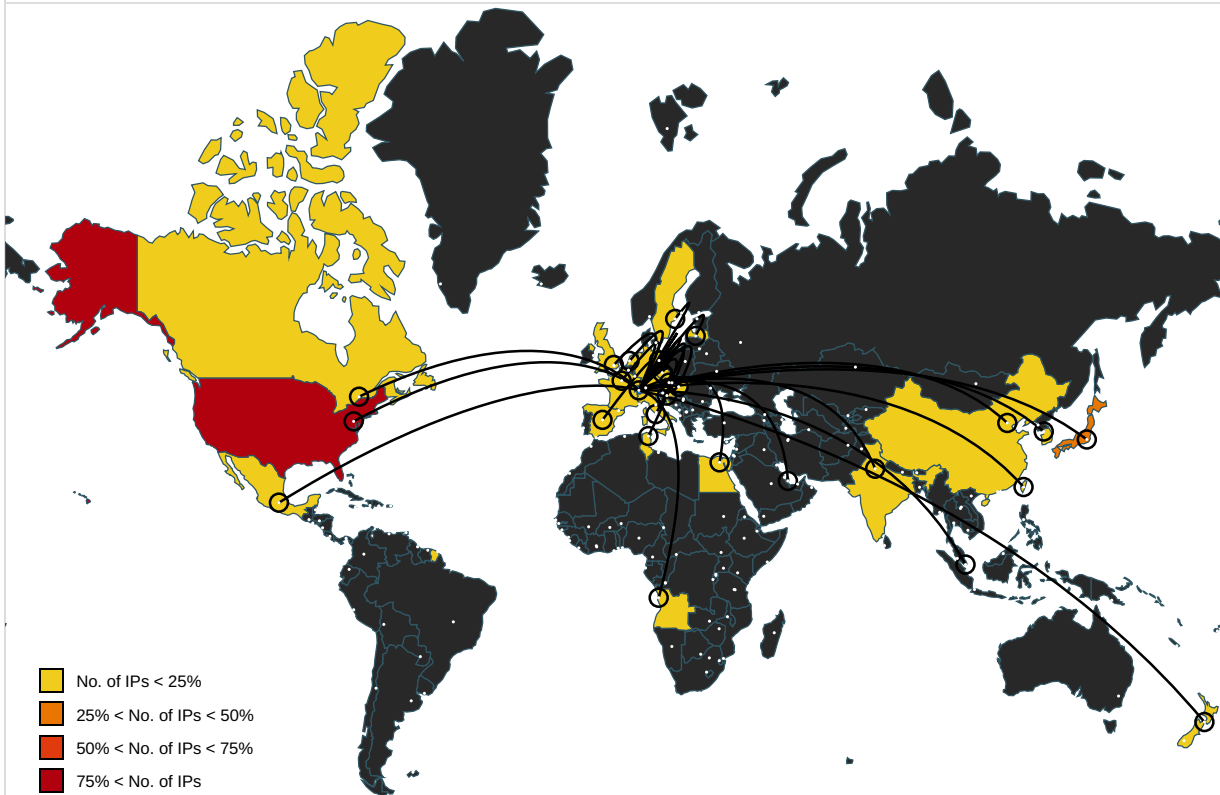 No. of IPs < 25%
25% < No. of IPs < 50%
50% < No. of IPs < 75%
75% < No. of IPs